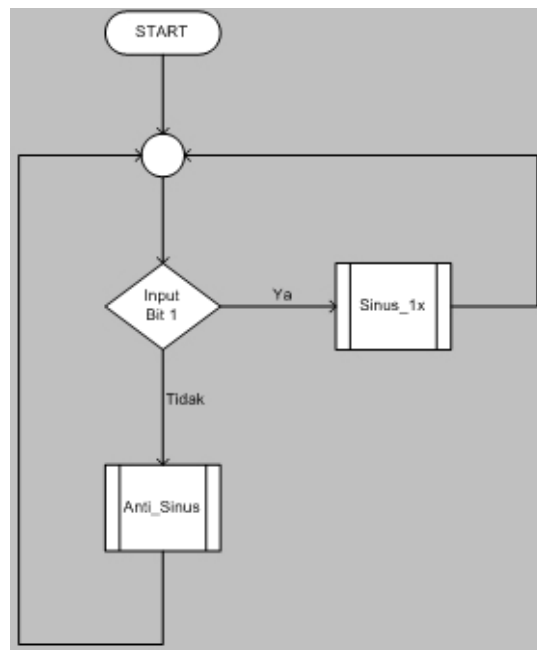 START
Input
Bit 1
Ya
Sinus_1x
Tidak
Anti_Sinus